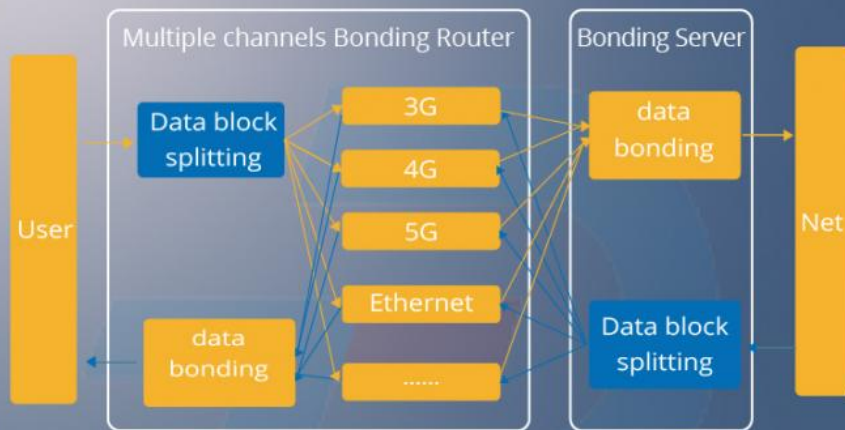 Multiple channels Bonding Router
Bonding Server
User
Data block
splitting
3G
4G
5G
Ethernet
......
data
bonding
data
bonding
Data block
splitting
Net